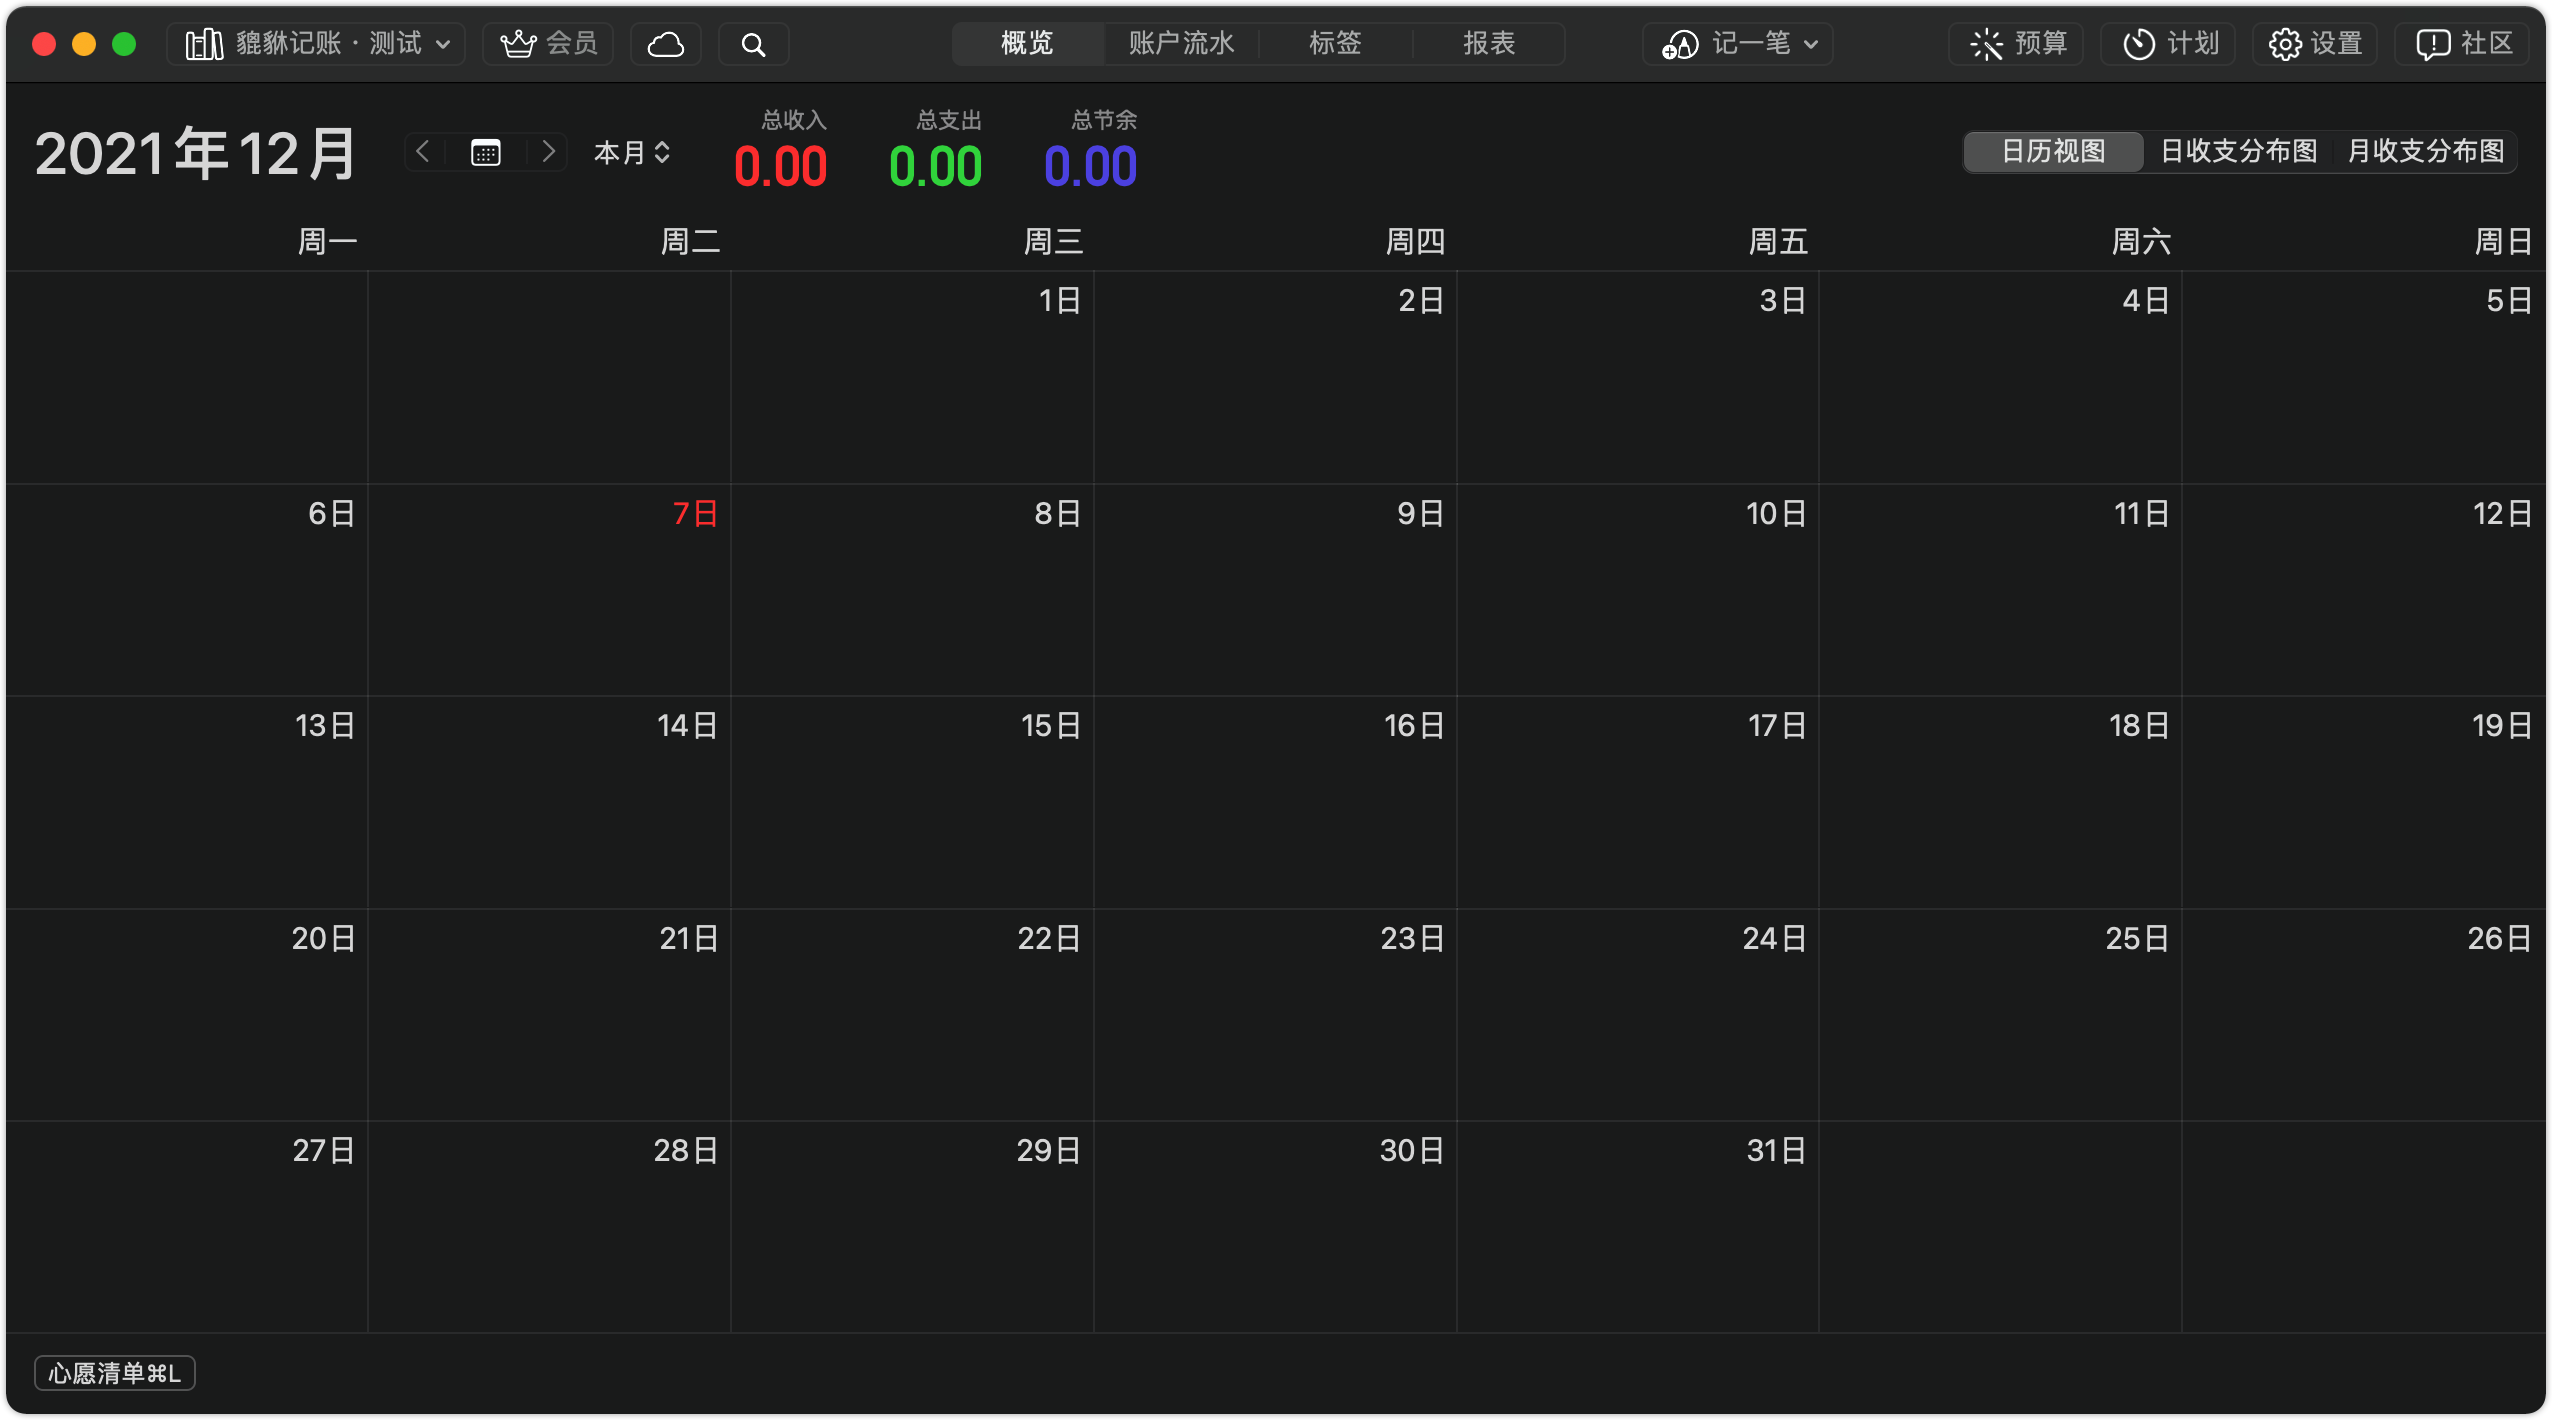 貔貅记账 · 测试 会员 概览 账户流水 标签 报表 记一笔 预算 计划 设置 社区
总收入 总支出 总节余
2021年12月 本月 0.00 0.00 0.00 日历视图 日收支分布图 月收支分布图
周一 周二 周三 周四 周五 周六 周日
1日 2日 3日 4日 5日
6日 7日 8日 9日 10日 11日 12日
13日 14日 15日 16日 17日 18日 19日
20日 21日 22日 23日 24日 25日 26日
27日 28日 29日 30日 31日
心愿清单⌘L